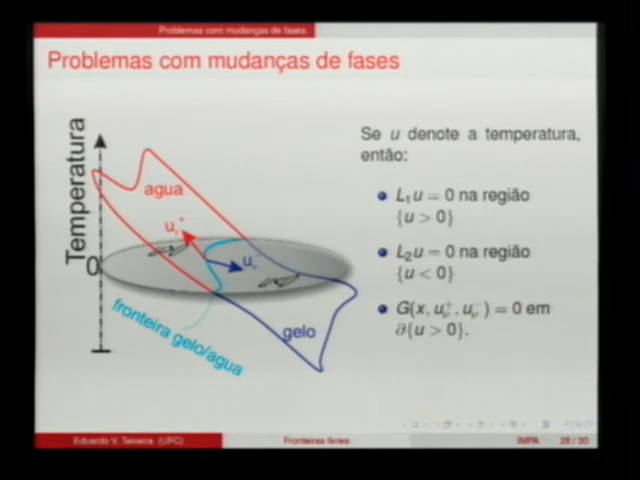 Problemas com mudanças de fases
Problemas com mudanças de fases
Temperatura
0
agua
u_ν^+
u_ν^-
gelo
fronteira gelo/agua
Se u denote a temperatura,
então:
L₁u = 0 na região
{u > 0}
L₂u = 0 na região
{u < 0}
G(x, u_ν^+, u_ν^-) = 0 em
∂{u > 0}.
Eduardo V. Teixeira (UFC) Fronteiras livres IMPA 28 / 30